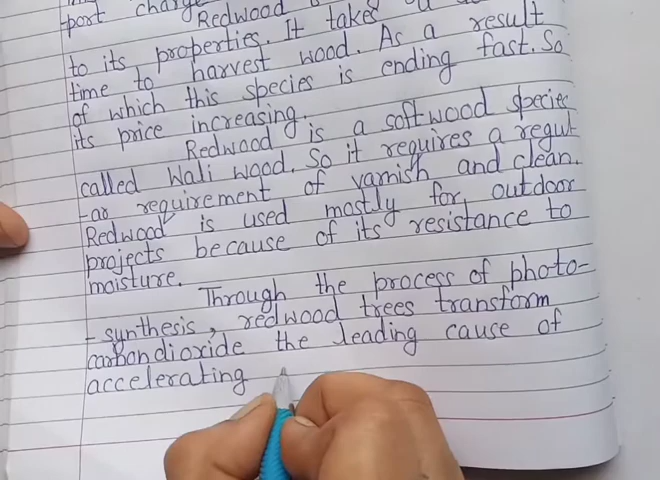 port charge
Redwood
to its properties. It takes a
time to harvest wood. As a result
of which this species is ending fast. So
its price increasing.
Redwood is a softwood species
called Wali wood. So it requires a regul
-ar requirement of varnish and clean.
Redwood is used mostly for outdoor
projects because of its resistance to
moisture.
Through the process of photo-
-synthesis, redwood trees transform
carbondioxide the leading cause of
accelerating